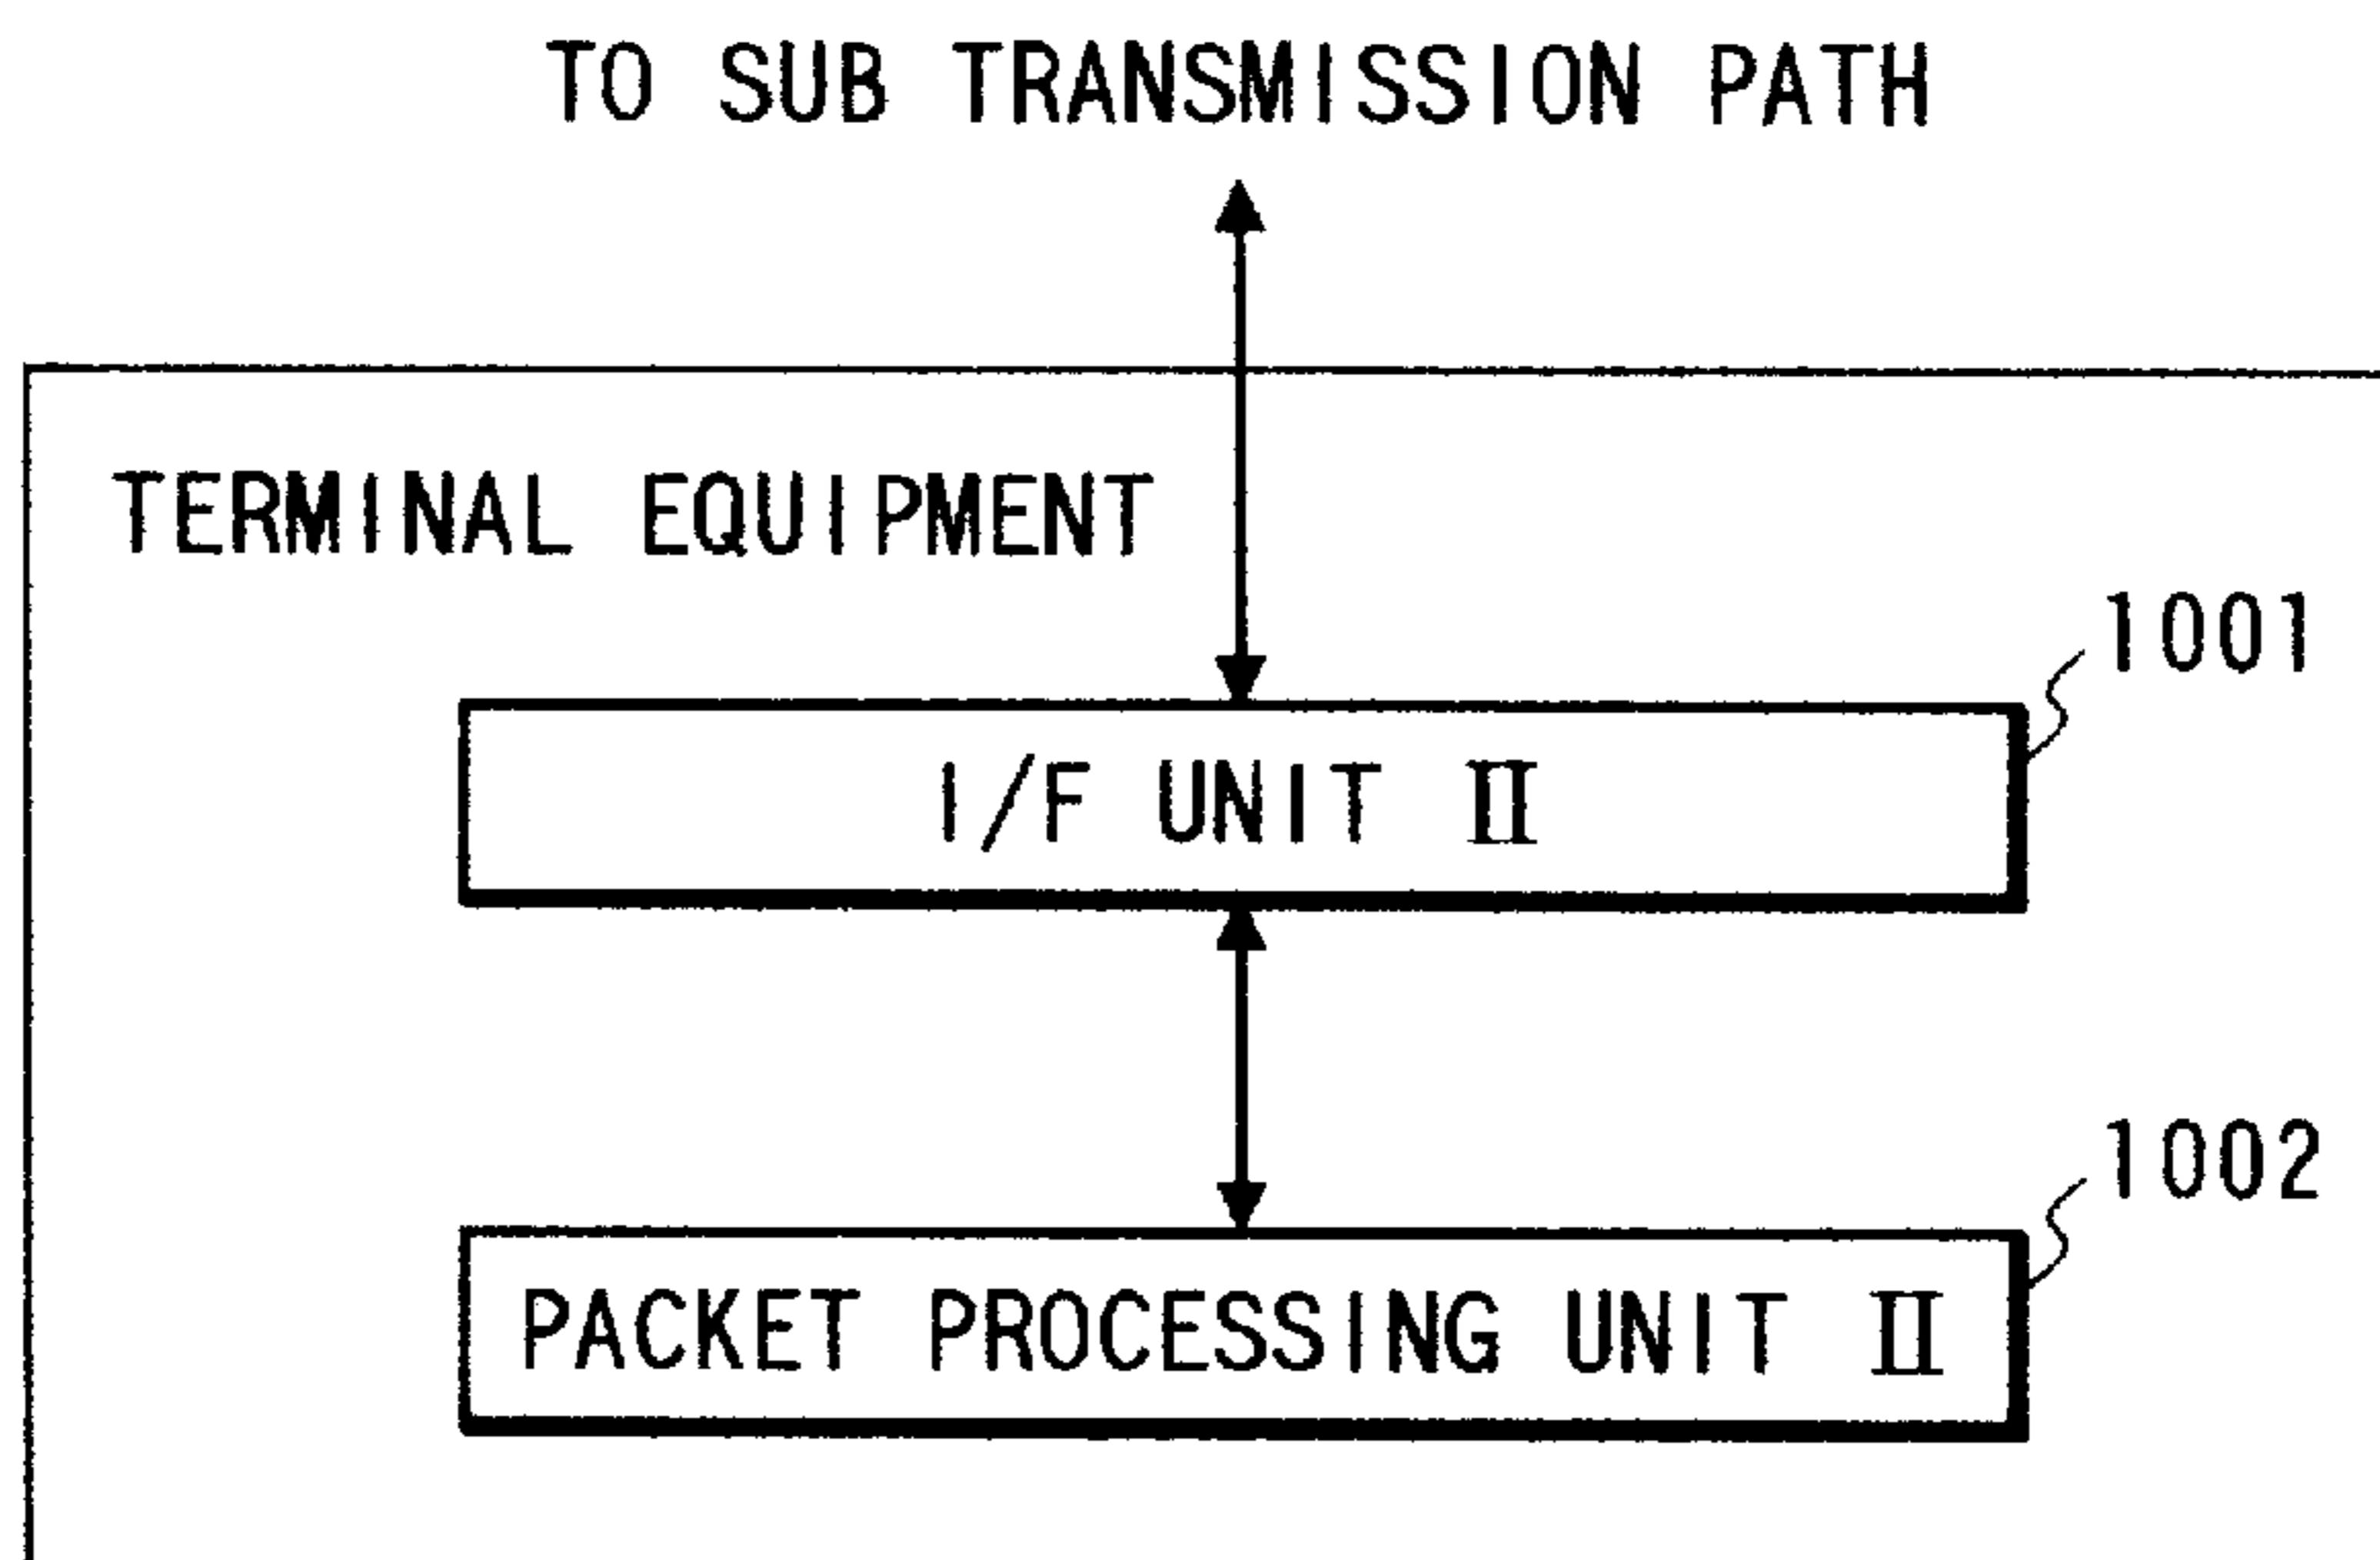 TO SUB TRANSMISSION PATH
TERMINAL EQUIPMENT
1001
I/F UNIT II
1002
PACKET PROCESSING UNIT II